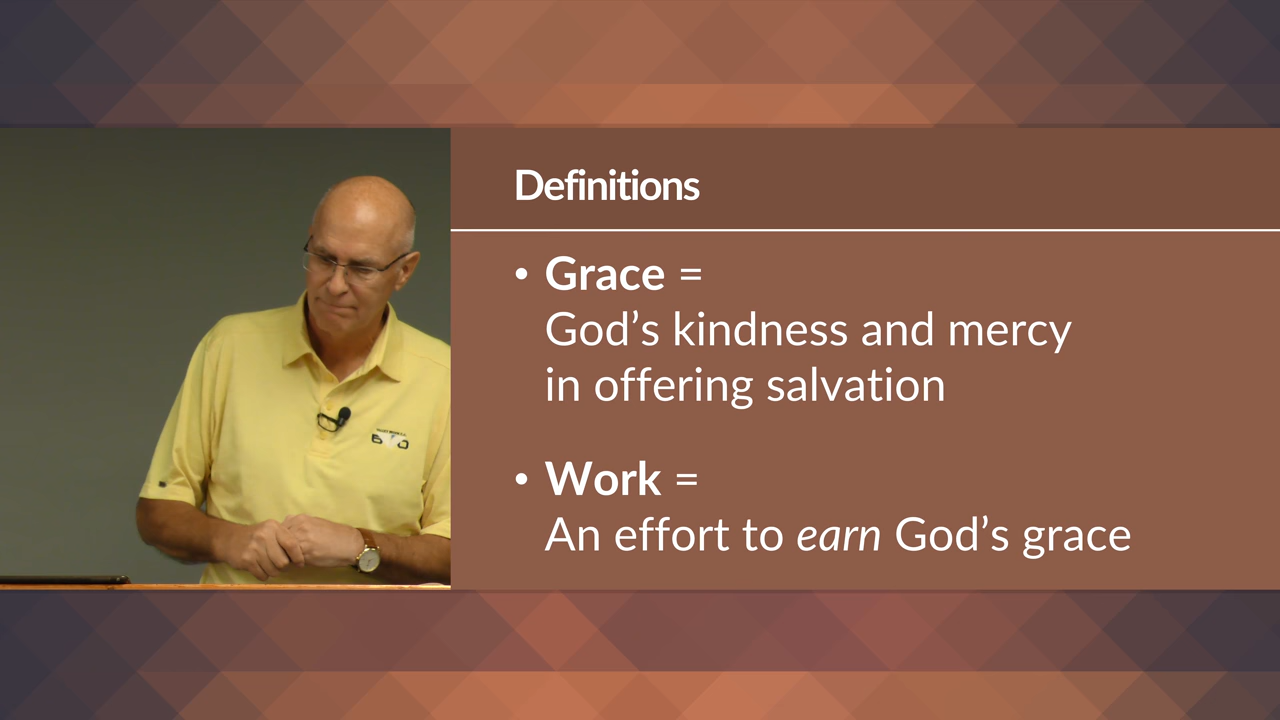 Definitions
• Grace =
God’s kindness and mercy
in offering salvation
• Work =
An effort to earn God’s grace